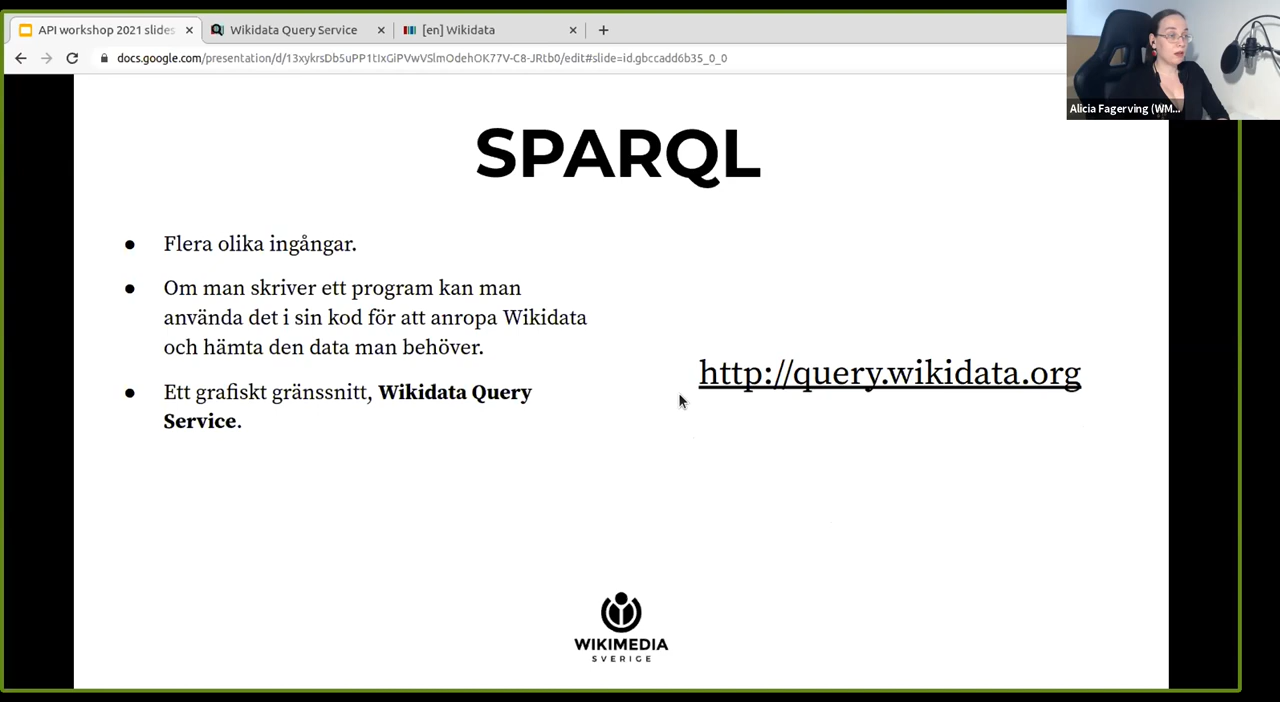 API workshop 2021 slides
Wikidata Query Service
[en] Wikidata
docs.google.com/presentation/d/13xykrsDb5uPP1tIxGiPVwVSlmOdehOK77V-C8-JRtb0/edit#slide=id.gbccadd6b35_0_0
Alicia Fagerving (WM...
SPARQL
● Flera olika ingångar.
● Om man skriver ett program kan man
använda det i sin kod för att anropa Wikidata
och hämta den data man behöver.
● Ett grafiskt gränssnitt, Wikidata Query
Service.
http://query.wikidata.org
WIKIMEDIA
SVERIGE